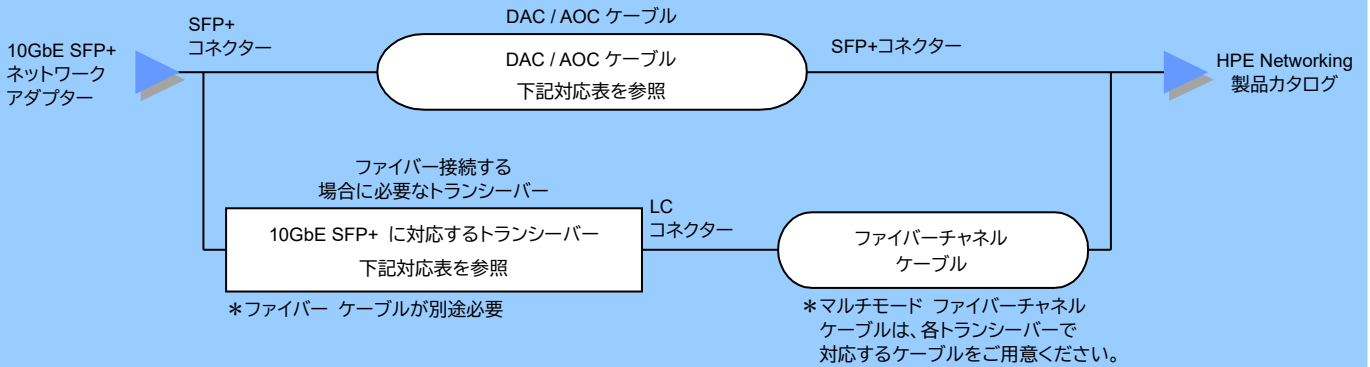 10GbE SFP+
ネットワーク
アダプター
SFP+
コネクター
DAC / AOC ケーブル
DAC / AOC ケーブル
下記対応表を参照
SFP+コネクター
HPE Networking
製品カタログ
ファイバー接続する
場合に必要なトランシーバー
10GbE SFP+ に対応するトランシーバー
下記対応表を参照
＊ファイバー ケーブルが別途必要
LC
コネクター
ファイバーチャネル
ケーブル
＊マルチモード ファイバーチャネル
ケーブルは、各トランシーバーで
対応するケーブルをご用意ください。